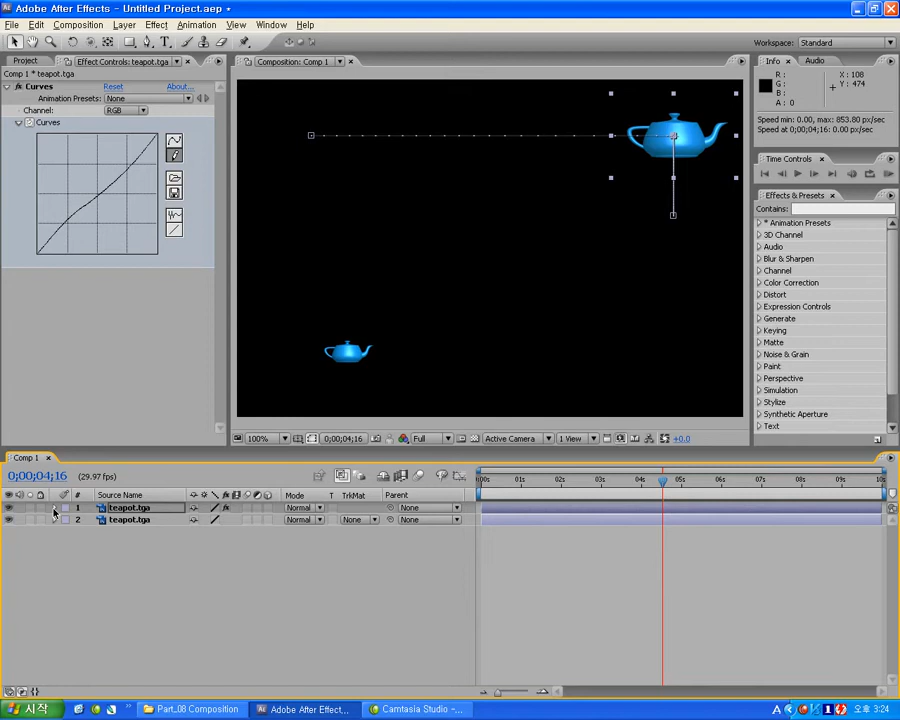 Adobe After Effects - Untitled Project.aep *
File Edit Composition Layer Effect Animation View Window Help
Workspace: Standard
Project Effect Controls: teapot.tga
Composition: Comp 1
Info Audio
Comp 1 * teapot.tga
Curves Reset About...
Animation Presets: None
Channel: RGB
Curves
R :
G :
B :
A : 0
X : 108
Y : 474
Speed min: 0.00, max: 853.80 px/sec
Speed at 0;00;04;16: 0.00 px/sec
Time Controls
Effects & Presets
Contains:
* Animation Presets
3D Channel
Audio
Blur & Sharpen
Channel
Color Correction
Distort
Expression Controls
Generate
Keying
Matte
Noise & Grain
Paint
Perspective
Simulation
Stylize
Synthetic Aperture
Text
100% 0;00;04;16 Full Active Camera 1 View +0.0
Comp 1
0;00;04;16 (29.97 fps)
:00s 01s 02s 03s 04s 05s 06s 07s 08s 09s 10s
# Source Name Mode T TrkMat Parent
1 teapot.tga Normal None
2 teapot.tga Normal None None
시작 Part_08 Composition Adobe After Effect... Camtasia Studio -... A 오후 3:24